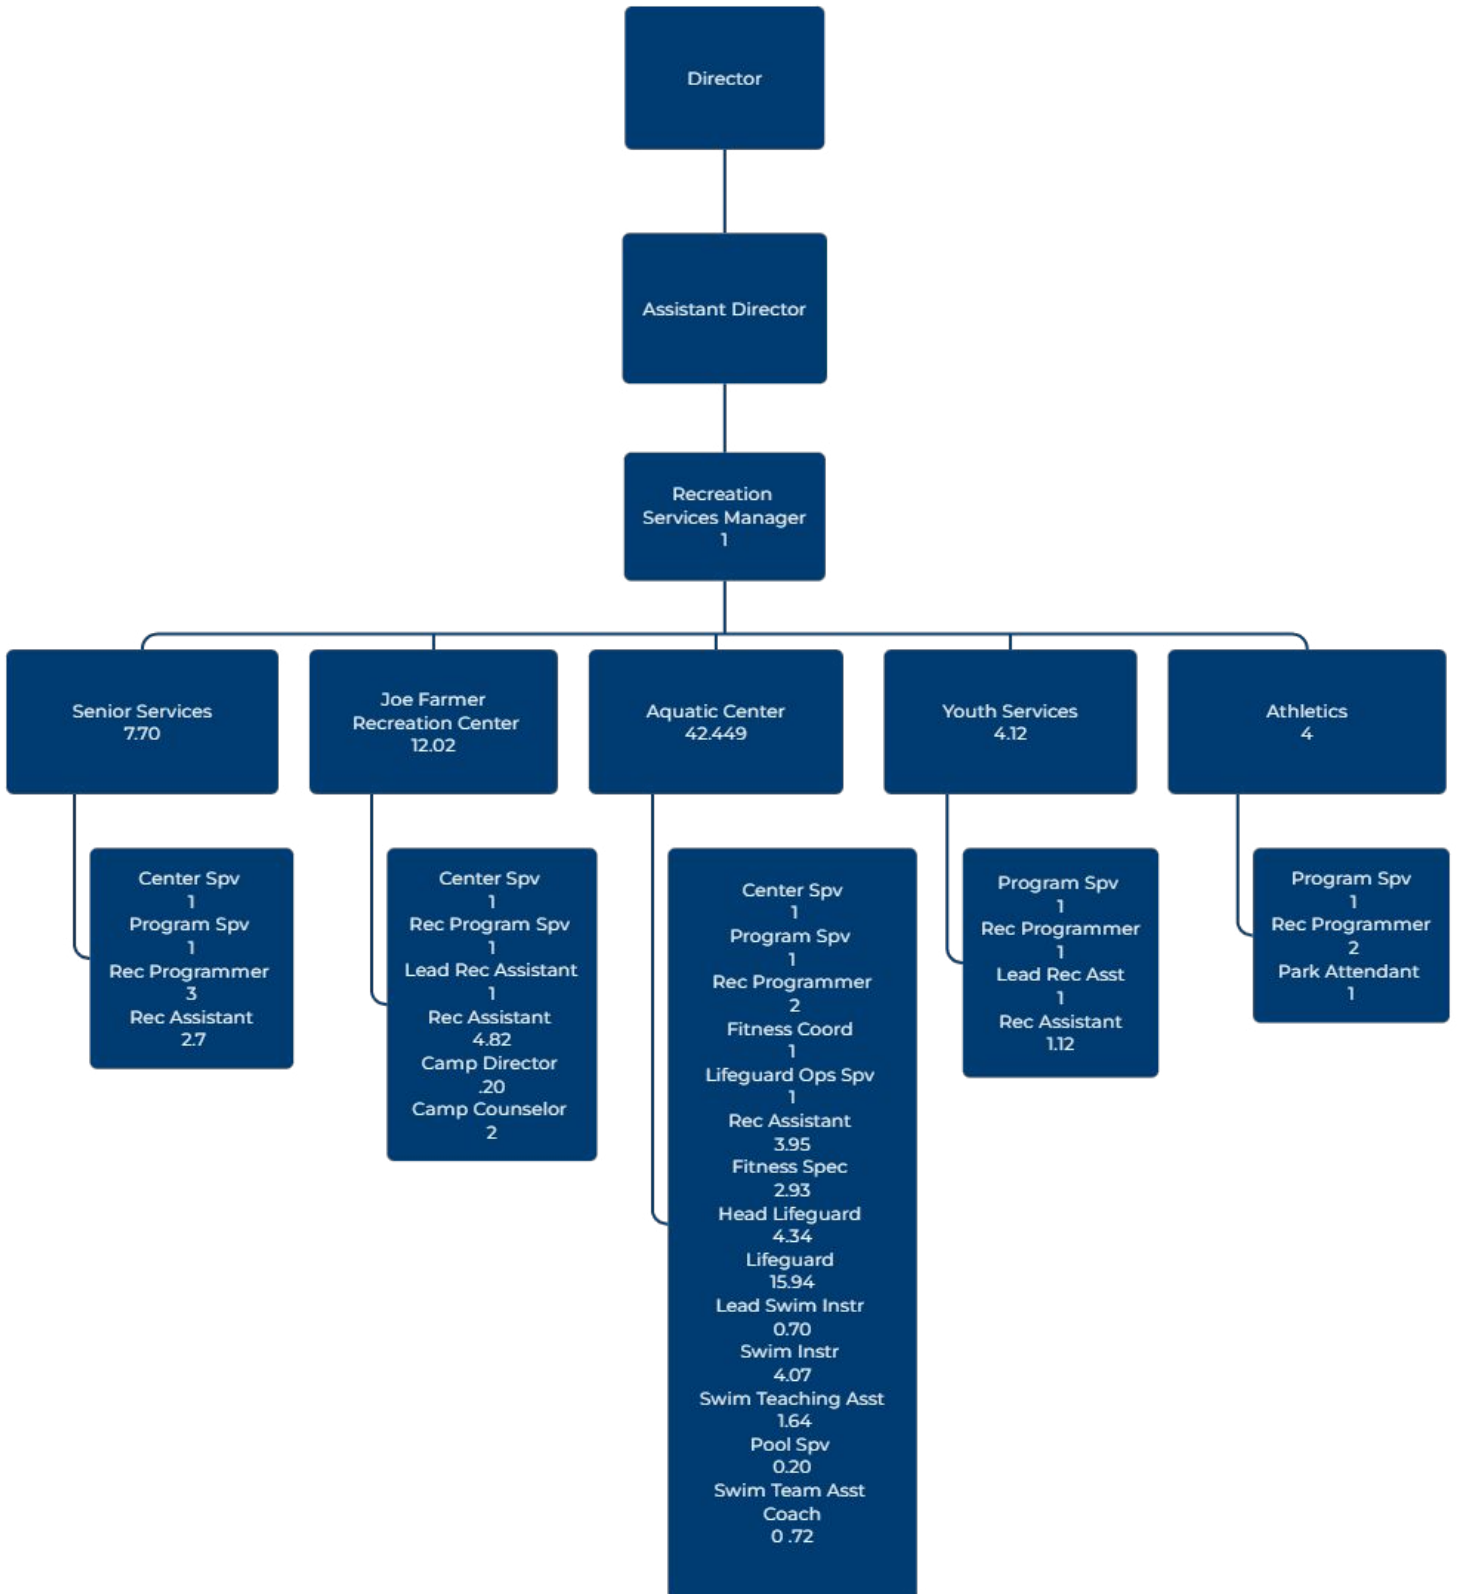 Director
Assistant Director
Recreation
Services Manager
1
Senior Services
7.70
Joe Farmer
Recreation Center
12.02
Aquatic Center
42.449
Youth Services
4.12
Athletics
4
Center Spv
1
Program Spv
1
Rec Programmer
3
Rec Assistant
2.7
Center Spv
1
Rec Program Spv
1
Lead Rec Assistant
1
Rec Assistant
4.82
Camp Director
.20
Camp Counselor
2
Center Spv
1
Program Spv
1
Rec Programmer
2
Fitness Coord
1
Lifeguard Ops Spv
1
Rec Assistant
3.95
Fitness Spec
2.93
Head Lifeguard
4.34
Lifeguard
15.94
Lead Swim Instr
0.70
Swim Instr
4.07
Swim Teaching Asst
1.64
Pool Spv
0.20
Swim Team Asst
Coach
0 .72
Program Spv
1
Rec Programmer
1
Lead Rec Asst
1
Rec Assistant
1.12
Program Spv
1
Rec Programmer
2
Park Attendant
1